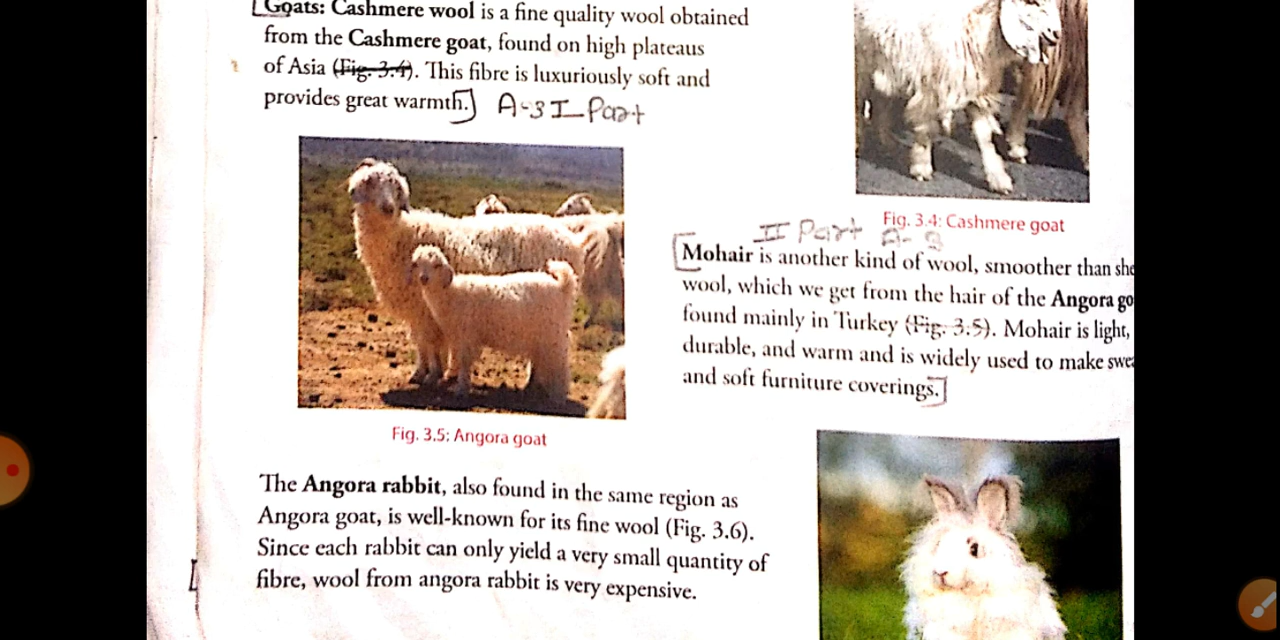 Goats: Cashmere wool is a fine quality wool obtained
from the Cashmere goat, found on high plateaus
of Asia (Fig. 3.4). This fibre is luxuriously soft and
provides great warmth.] A-3 I Part
Fig. 3.4: Cashmere goat
II Part A-
[Mohair is another kind of wool, smoother than she
wool, which we get from the hair of the Angora go
found mainly in Turkey (Fig. 3.5). Mohair is light,
durable, and warm and is widely used to make swe
and soft furniture coverings.]
Fig. 3.5: Angora goat
The Angora rabbit, also found in the same region as
Angora goat, is well-known for its fine wool (Fig. 3.6).
Since each rabbit can only yield a very small quantity of
fibre, wool from angora rabbit is very expensive.